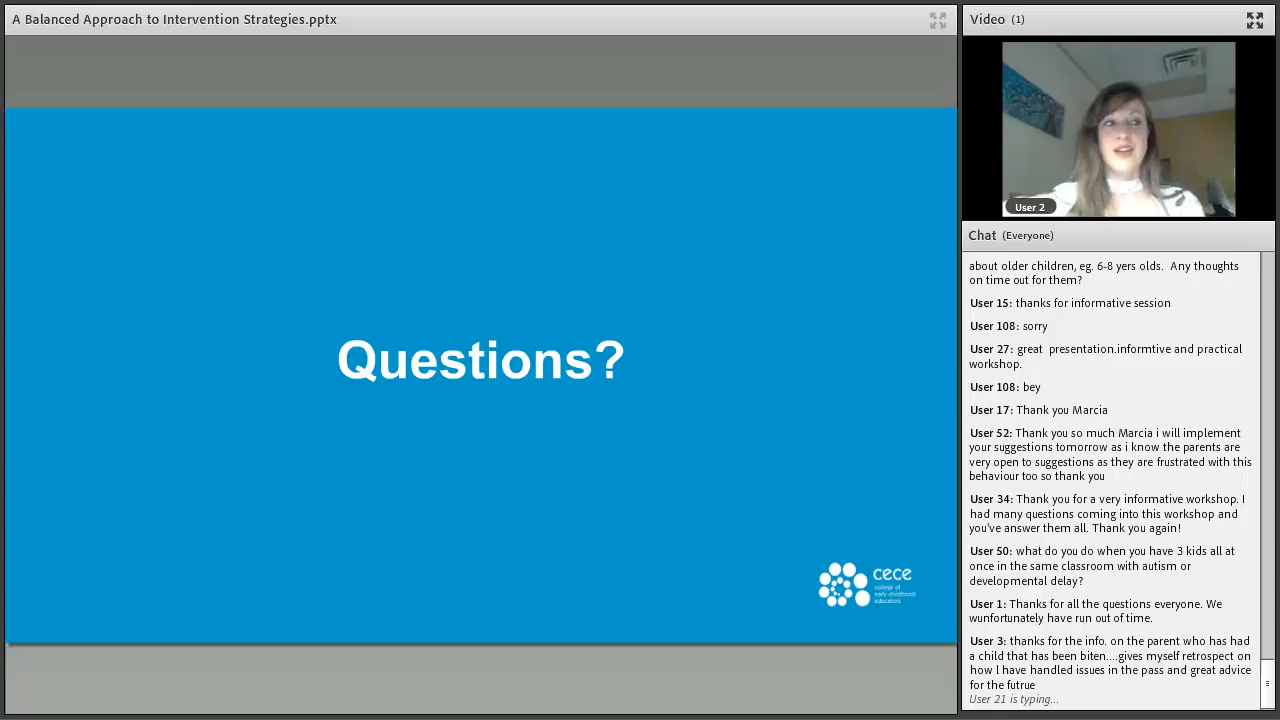 A Balanced Approach to Intervention Strategies.pptx
Questions?
cece
college of
early childhood
educators
Video (1)
User 2
Chat (Everyone)
about older children, eg. 6-8 yers olds.  Any thoughts
on time out for them?
User 15: thanks for informative session
User 108: sorry
User 27: great  presentation.informtive and practical
workshop.
User 108: bey
User 17: Thank you Marcia
User 52: Thank you so much Marcia i will implement
your suggestions tomorrow as i know the parents are
very open to suggestions as they are frustrated with this
behaviour too so thank you
User 34: Thank you for a very informative workshop. I
had many questions coming into this workshop and
you've answer them all. Thank you again!
User 50: what do you do when you have 3 kids all at
once in the same classroom with autism or
developmental delay?
User 1: Thanks for all the questions everyone. We
wunfortunately have run out of time.
User 3: thanks for the info. on the parent who has had
a child that has been biten....gives myself retrospect on
how l have handled issues in the pass and great advice
for the futrue
User 21 is typing...